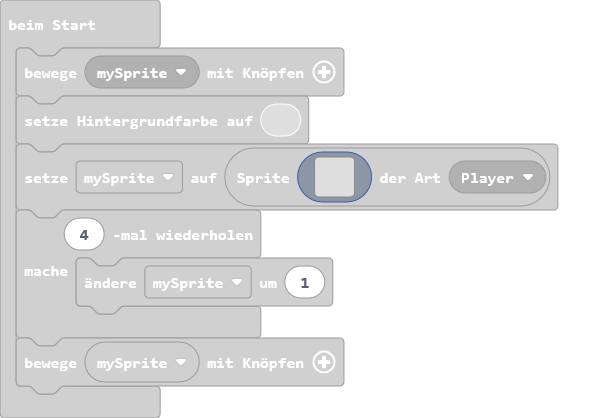 beim Start
bewege mySprite mit Knöpfen
setze Hintergrundfarbe auf
setze mySprite auf Sprite der Art Player
4 -mal wiederholen
mache
ändere mySprite um 1
bewege mySprite mit Knöpfen